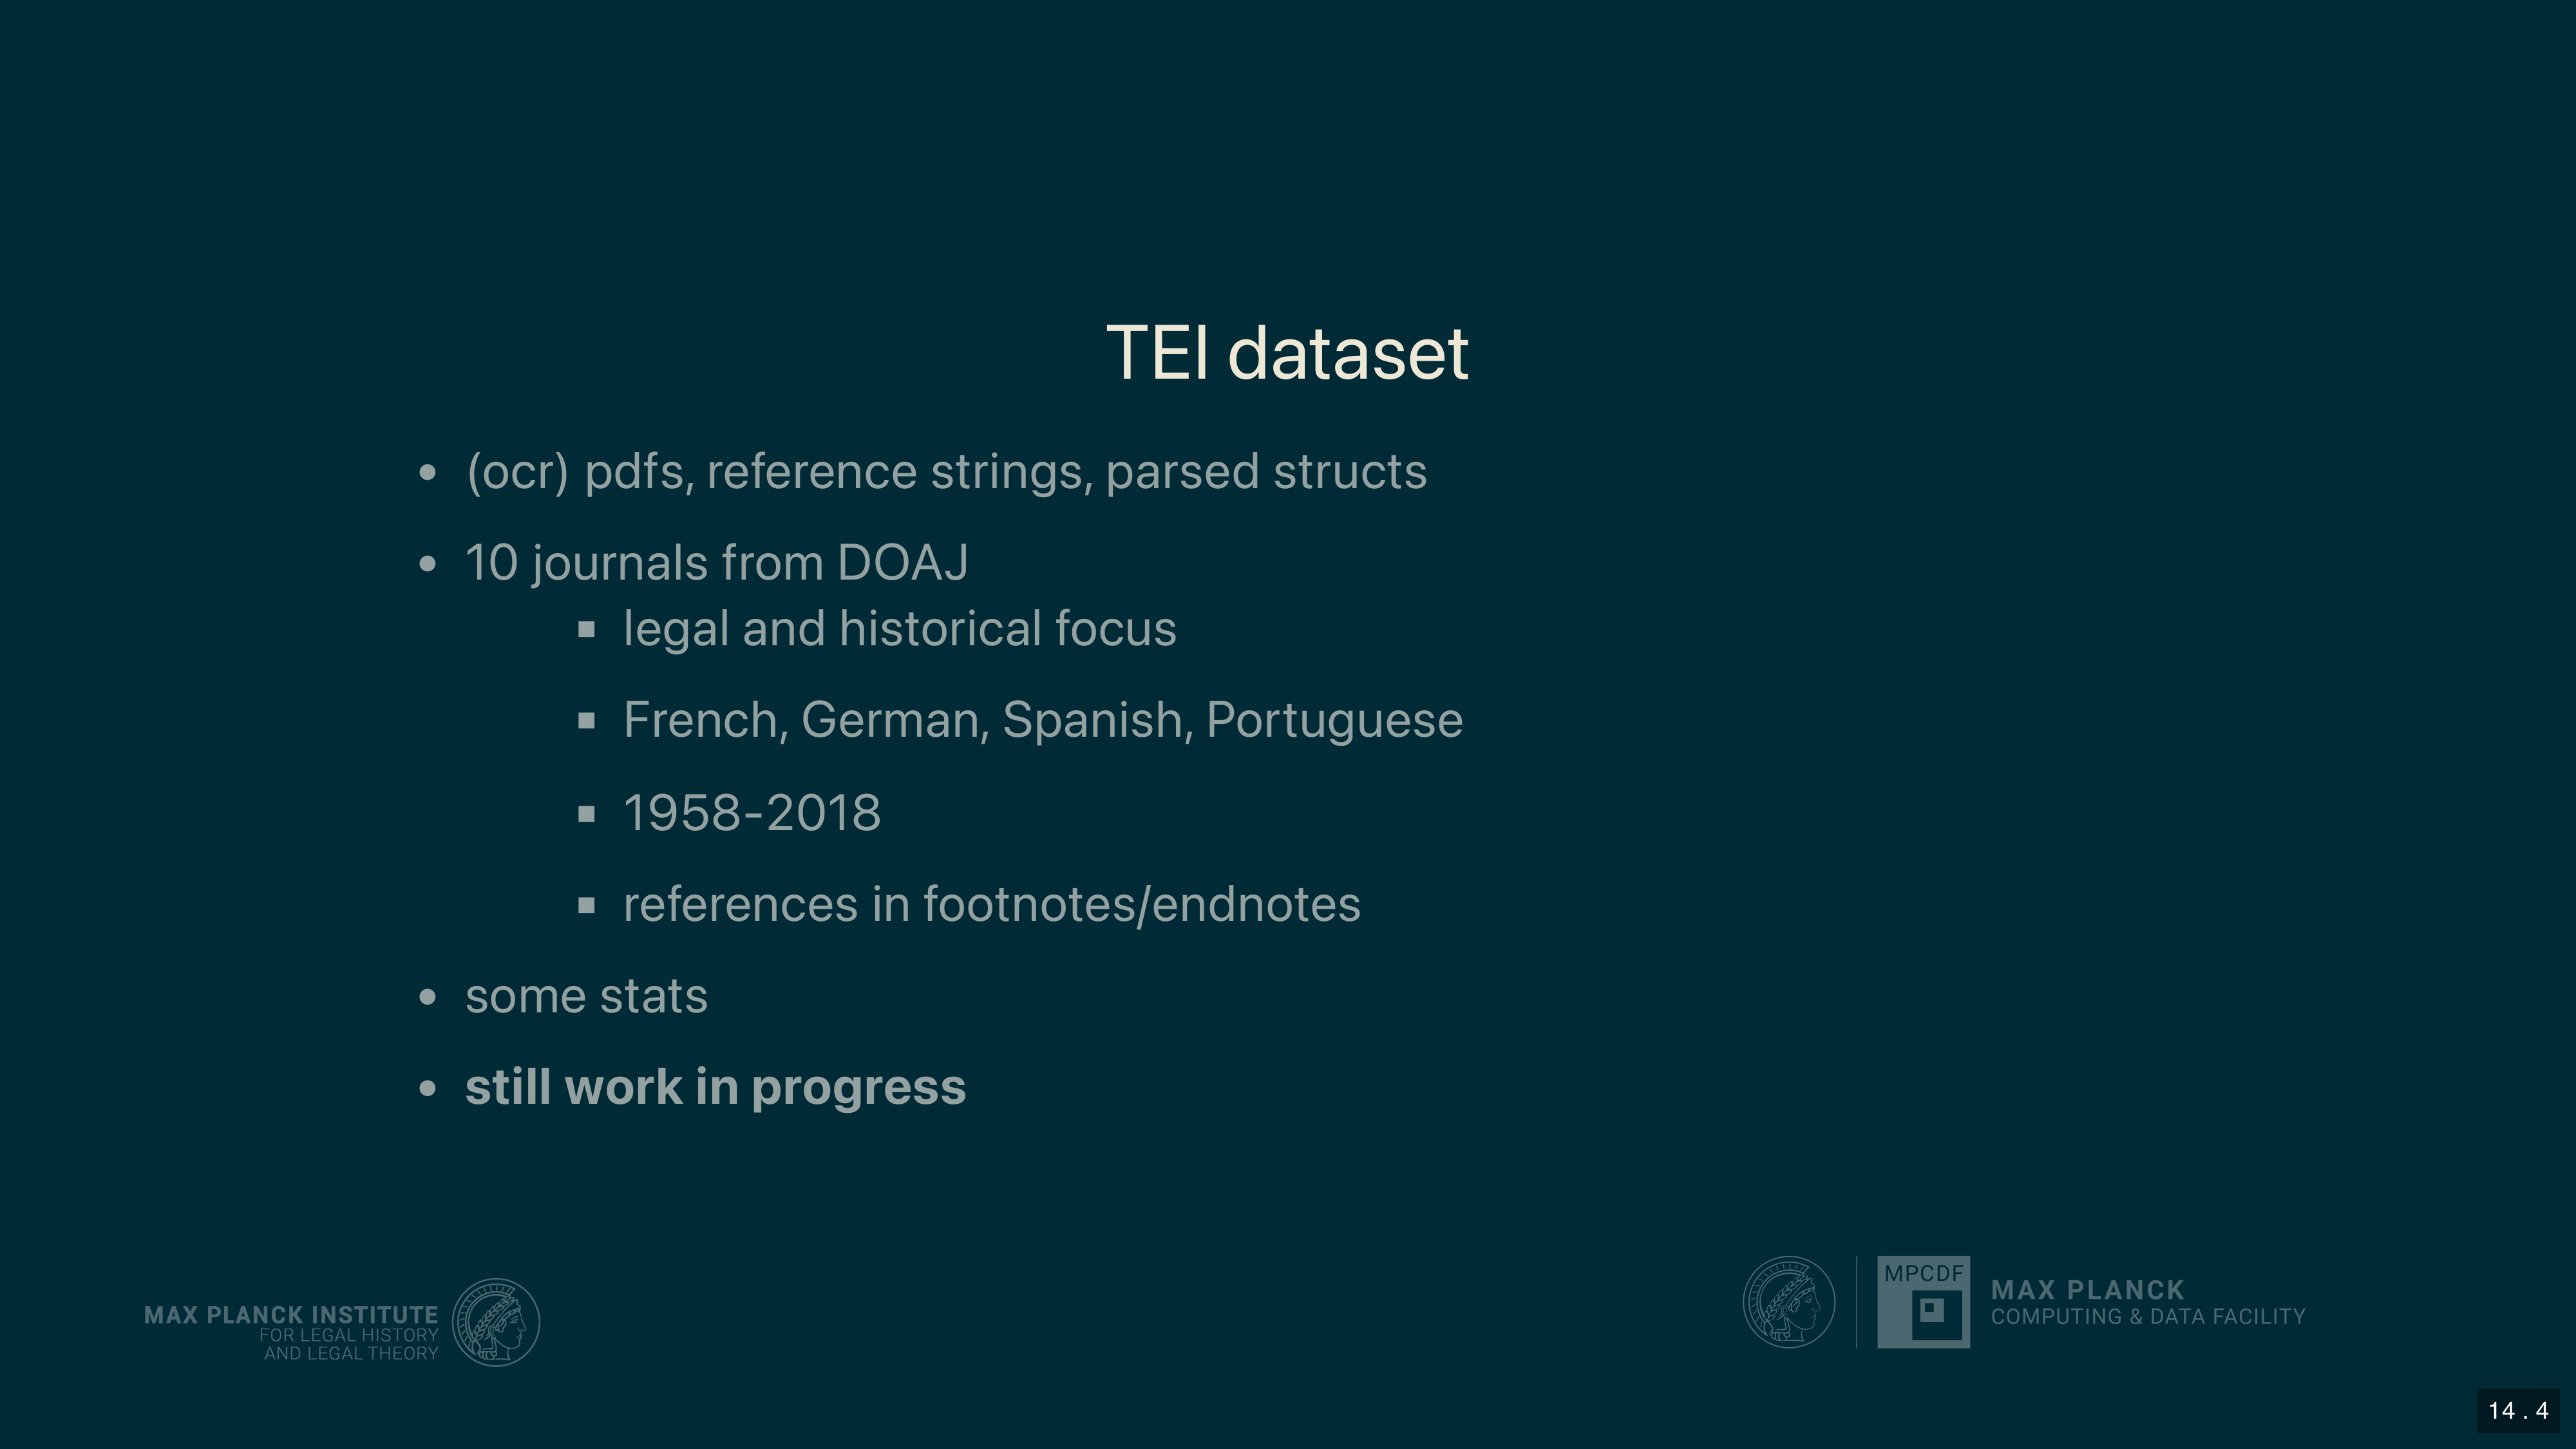 TEI dataset
(ocr) pdfs, reference strings, parsed structs
10 journals from DOAJ
legal and historical focus
French, German, Spanish, Portuguese
1958-2018
references in footnotes/endnotes
some stats
still work in progress
MAX PLANCK INSTITUTE
FOR LEGAL HISTORY
AND LEGAL THEORY
MPCDF
MAX PLANCK
COMPUTING & DATA FACILITY
14 . 4